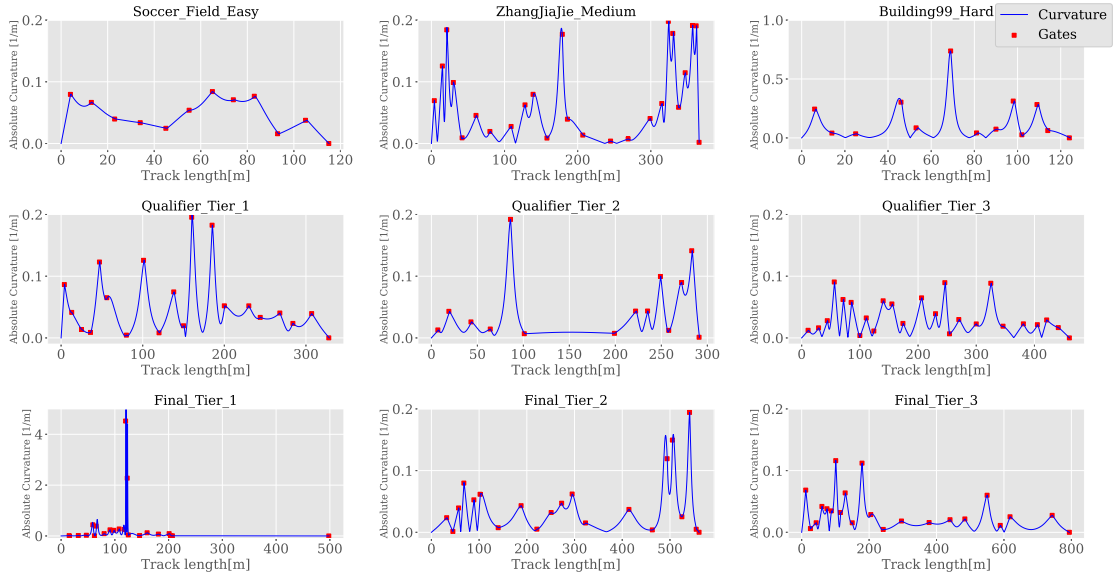 Soccer_Field_Easy
Absolute Curvature [1/m]
0.2
0.1
0.0
0 20 40 60 80 100 120
Track length[m]
ZhangJiaJie_Medium
Absolute Curvature [1/m]
0.2
0.1
0.0
0 100 200 300
Track length[m]
Building99_Hard
Curvature
Gates
Absolute Curvature [1/m]
1.0
0.5
0.0
0 20 40 60 80 100 120
Track length[m]
Qualifier_Tier_1
Absolute Curvature [1/m]
0.2
0.1
0.0
0 100 200 300
Track length[m]
Qualifier_Tier_2
Absolute Curvature [1/m]
0.2
0.1
0.0
0 50 100 150 200 250 300
Track length[m]
Qualifier_Tier_3
Absolute Curvature [1/m]
0.2
0.1
0.0
0 100 200 300 400
Track length[m]
Final_Tier_1
Absolute Curvature [1/m]
4
2
0
0 100 200 300 400 500
Track length[m]
Final_Tier_2
Absolute Curvature [1/m]
0.2
0.1
0.0
0 100 200 300 400 500
Track length[m]
Final_Tier_3
Absolute Curvature [1/m]
0.2
0.1
0.0
0 200 400 600 800
Track length[m]